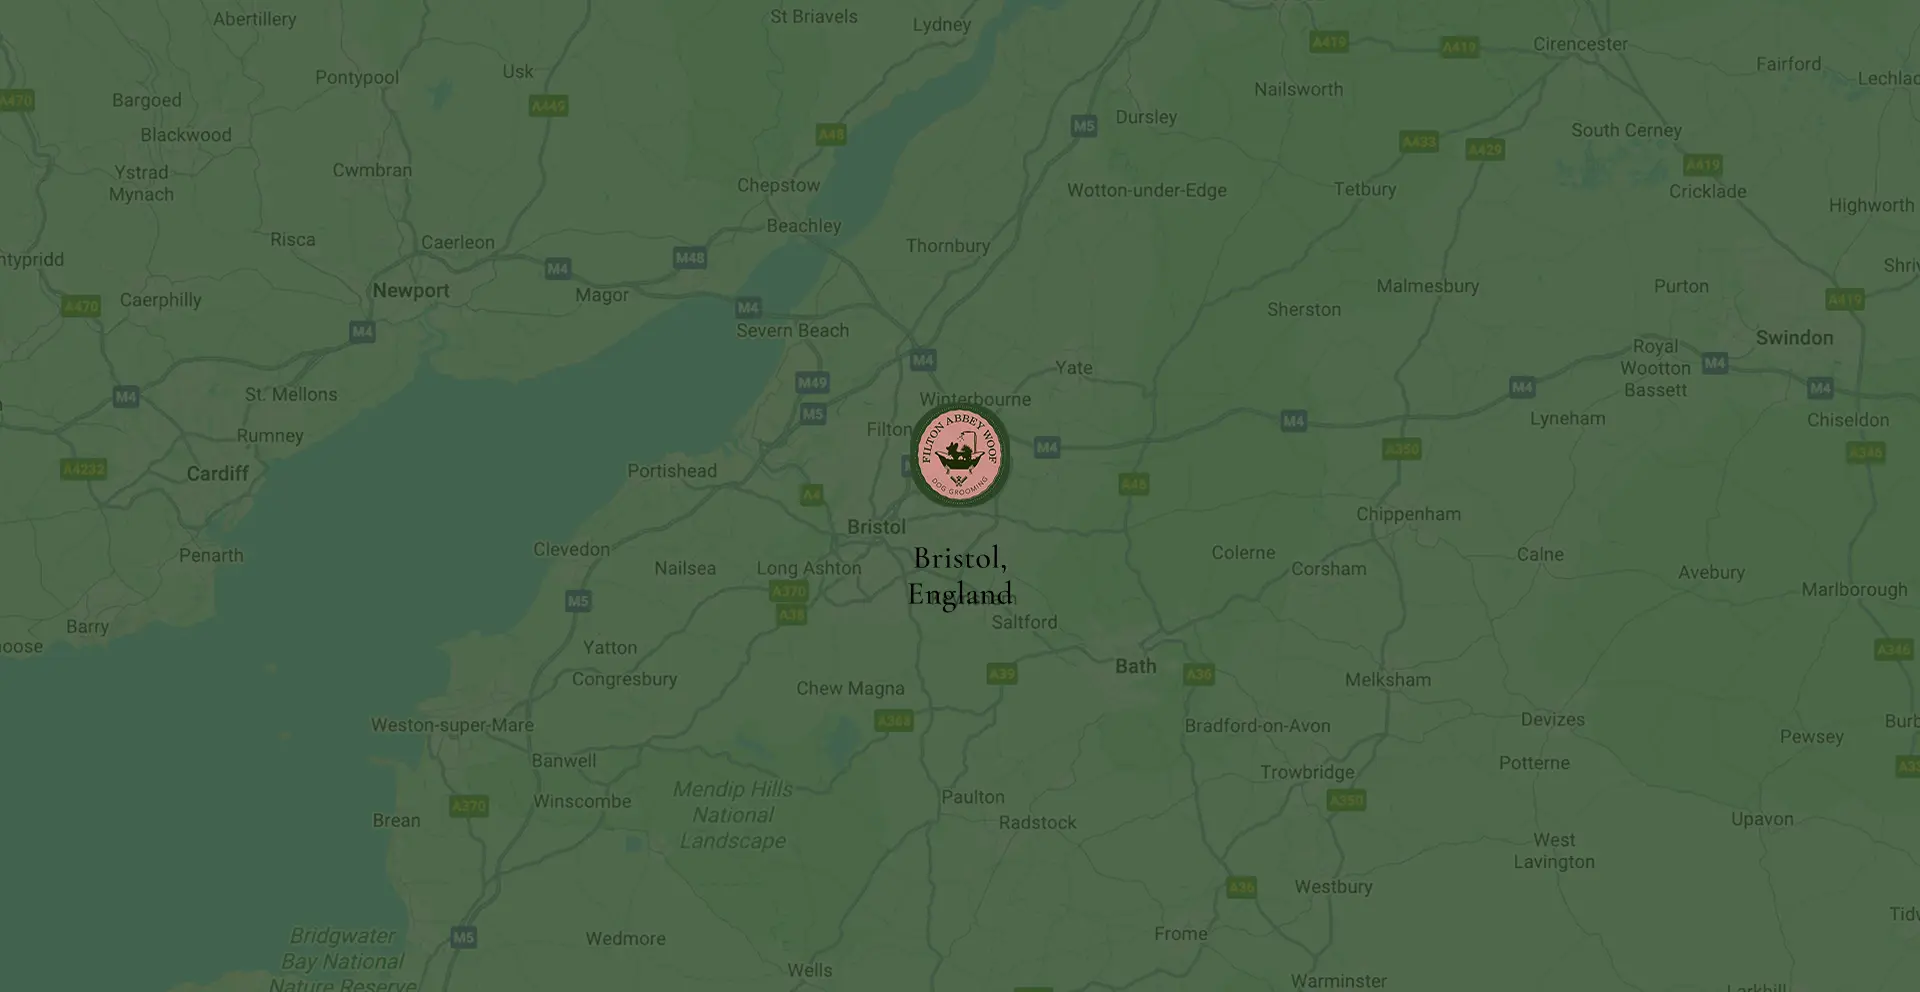 Abertillery
St Briavels
Lydney
A419
A419
Cirencester
Fairford
Pontypool
Usk
Nailsworth
Lechlad
A470
Bargoed
A449
M5
Dursley
Blackwood
A48
South Cerney
A433
A429
Ystrad
Mynach
Cwmbran
A419
Chepstow
Wotton-under-Edge
Tetbury
Cricklade
Highworth
Beachley
Risca
Caerleon
Thornbury
ntypridd
M4
M48
Shriv
Newport
Magor
Malmesbury
Purton
A470
Caerphilly
M4
Sherston
A419
M4
Severn Beach
Swindon
Royal
Wootton
Bassett
M4
Yate
M4
M49
M4
St. Mellons
M4
M4
Winterbourne
M5
M4
Lyneham
Chiseldon
Rumney
Filton
FILTON ABBEY WOOF
DOG GROOMING
M4
A350
A346
A4232
Cardiff
Portishead
A46
A4
Bristol
Chippenham
Penarth
Clevedon
Bristol,
England
Colerne
Calne
Nailsea
Long Ashton
Corsham
Avebury
M5
A370
Marlborough
A38
Barry
Saltford
oose
Yatton
Bath
A346
Congresbury
Chew Magna
A39
A36
Melksham
Weston-super-Mare
A368
Bradford-on-Avon
Devizes
Burb
Pewsey
Banwell
Trowbridge
Potterne
A33
Mendip Hills
National
Landscape
A370
Winscombe
Paulton
A350
Brean
Radstock
Upavon
West
Lavington
A36
Westbury
Tidw
Bridgwater
Bay National
Nature Reserve
M5
Wedmore
Frome
Wells
Warminster
Larkhill